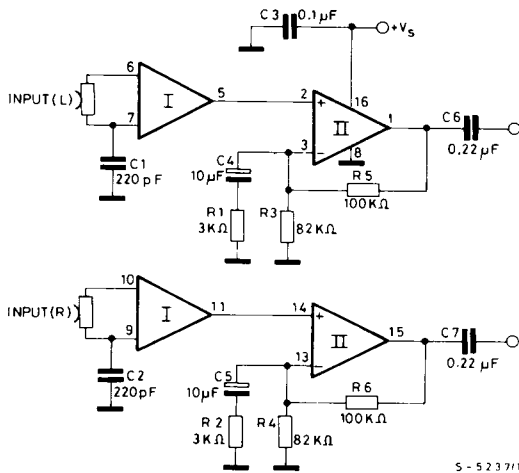 C3
0.1µF
+Vs
6
5
2
16
INPUT(L)
I
+
II
1
C6
7
3
−
8
0,22µF
C1
220pF
C4
10µF
R5
100KΩ
R1
3KΩ
R3
82KΩ
10
11
14
15
INPUT(R)
I
+
II
C7
9
13
−
0.22µF
C2
220pF
C5
10µF
R6
100KΩ
R2
3KΩ
R4
82KΩ